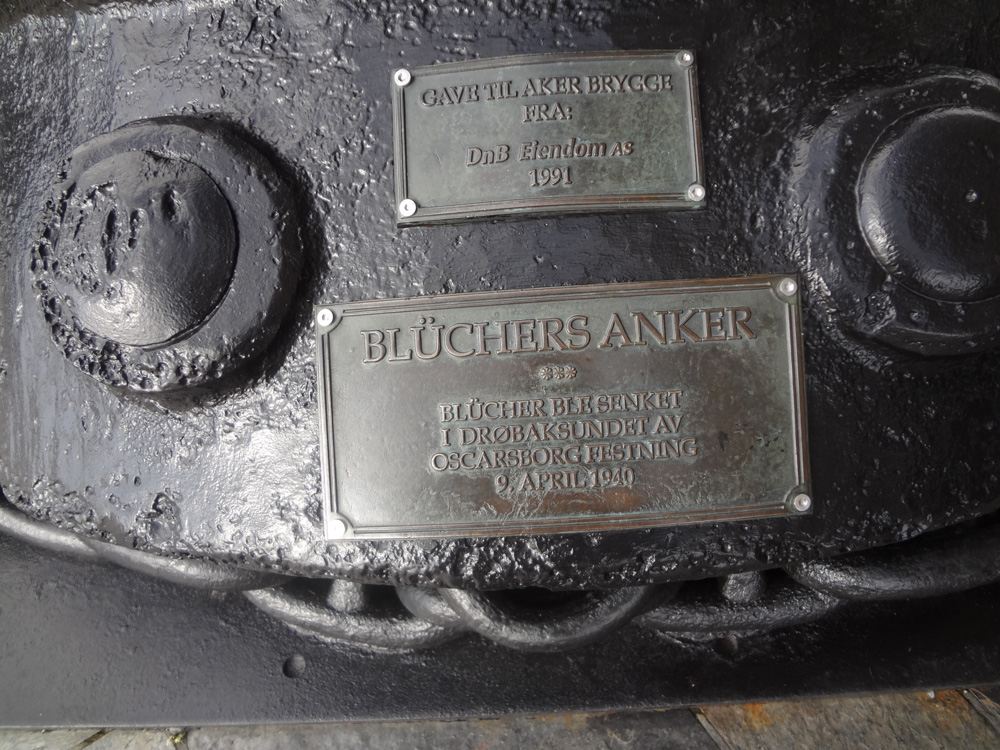 GAVE TIL AKER BRYGGE
FRA:
DnB Eiendom AS
1991
BLÜCHERS ANKER
***
BLÜCHER BLE SENKET
I DRØBAKSUNDET AV
OSCARSBORG FESTNING
9. APRIL 1940